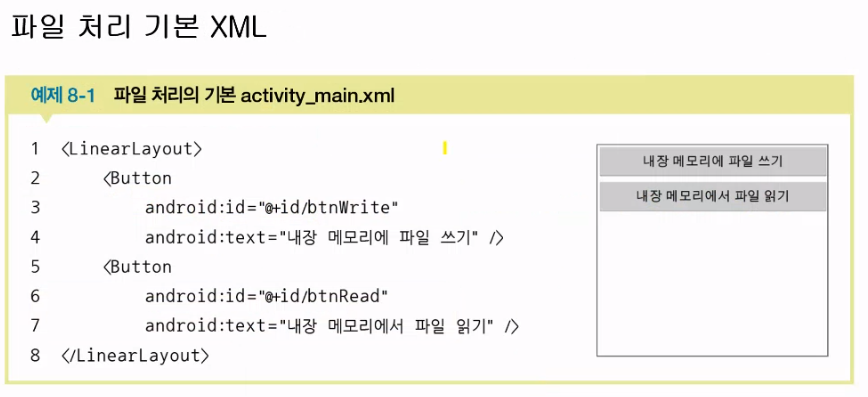 파일 처리 기본 XML
예제 8-1 파일 처리의 기본 activity_main.xml
1 <LinearLayout>
2 <Button
3 android:id="@+id/btnWrite"
4 android:text="내장 메모리에 파일 쓰기" />
5 <Button
6 android:id="@+id/btnRead"
7 android:text="내장 메모리에서 파일 읽기" />
8 </LinearLayout>
내장 메모리에 파일 쓰기
내장 메모리에서 파일 읽기